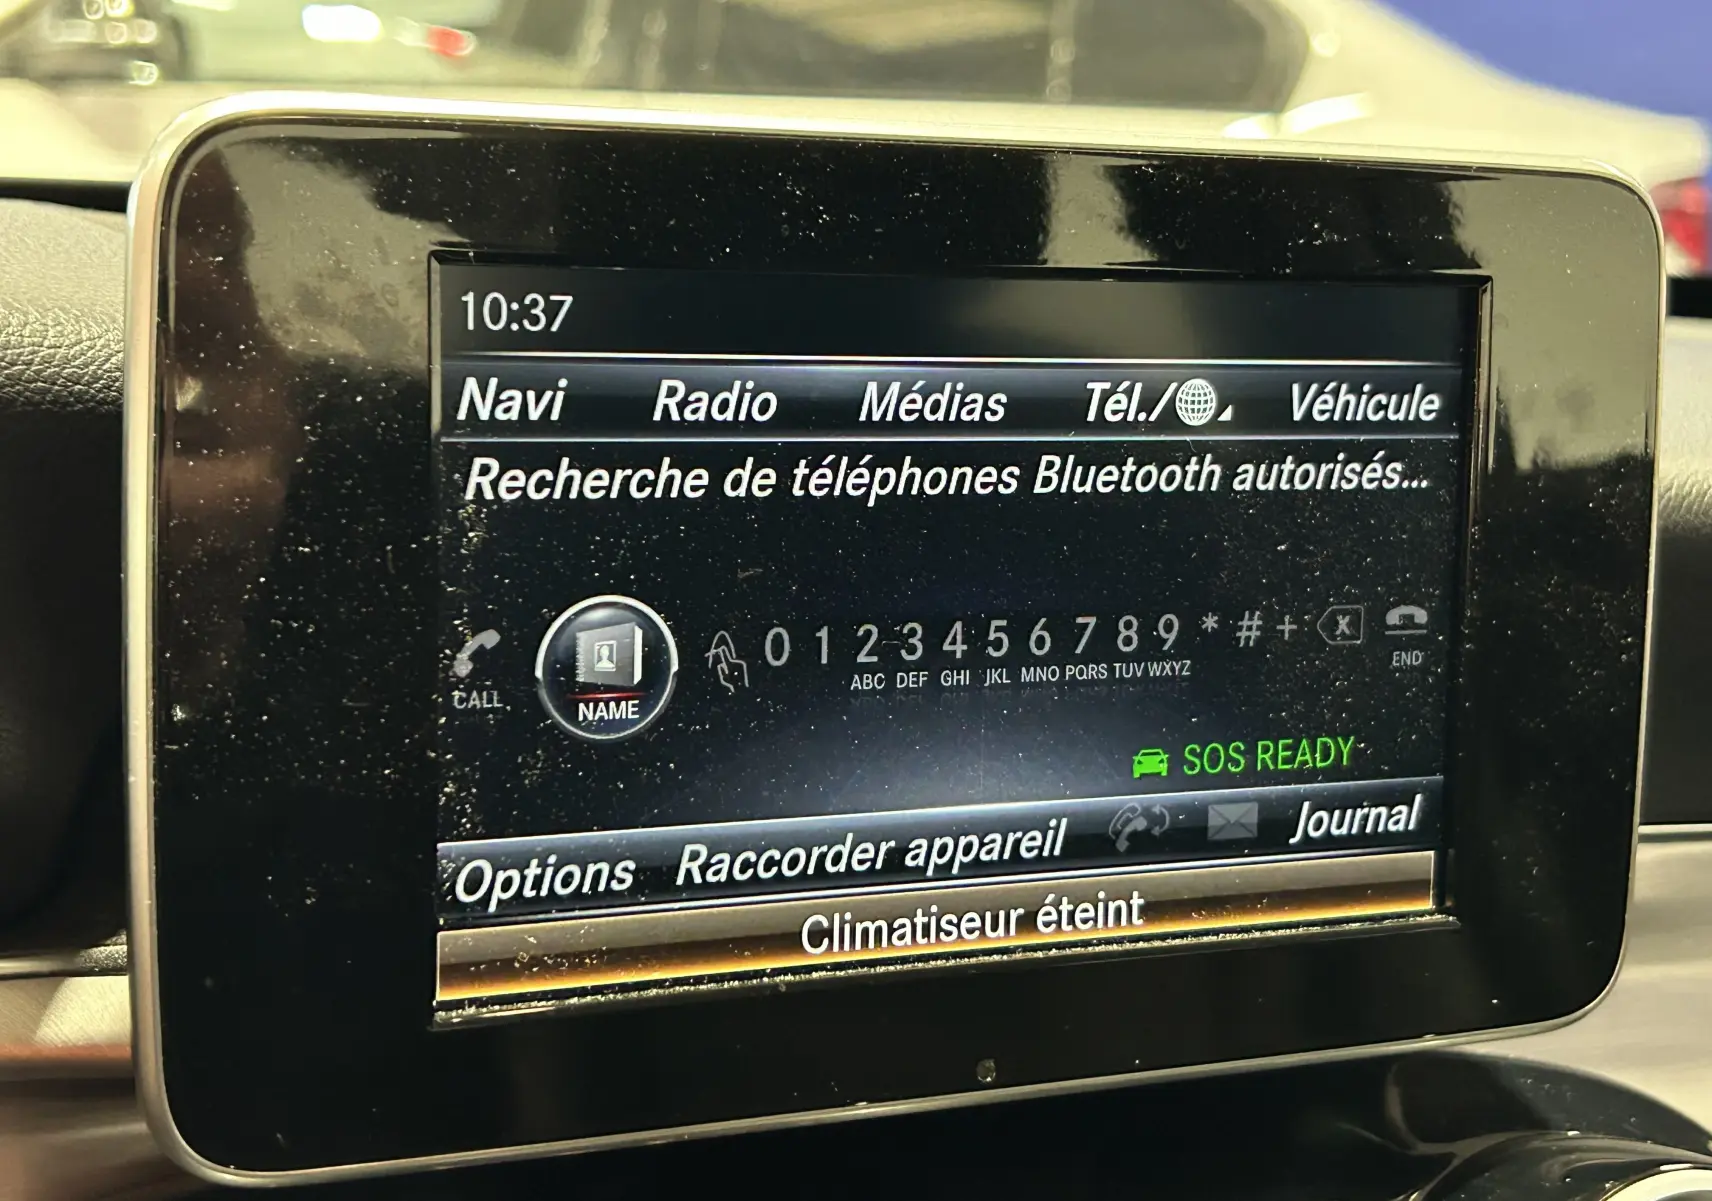 10:37
Navi Radio Médias Tél./ Véhicule
Recherche de téléphones Bluetooth autorisés...
0 1 2 3 4 5 6 7 8 9 * # + X
CALL NAME ABC DEF GHI JKL MNO PQRS TUV WXYZ END
SOS READY
Options Raccorder appareil Journal
Climatiseur éteint